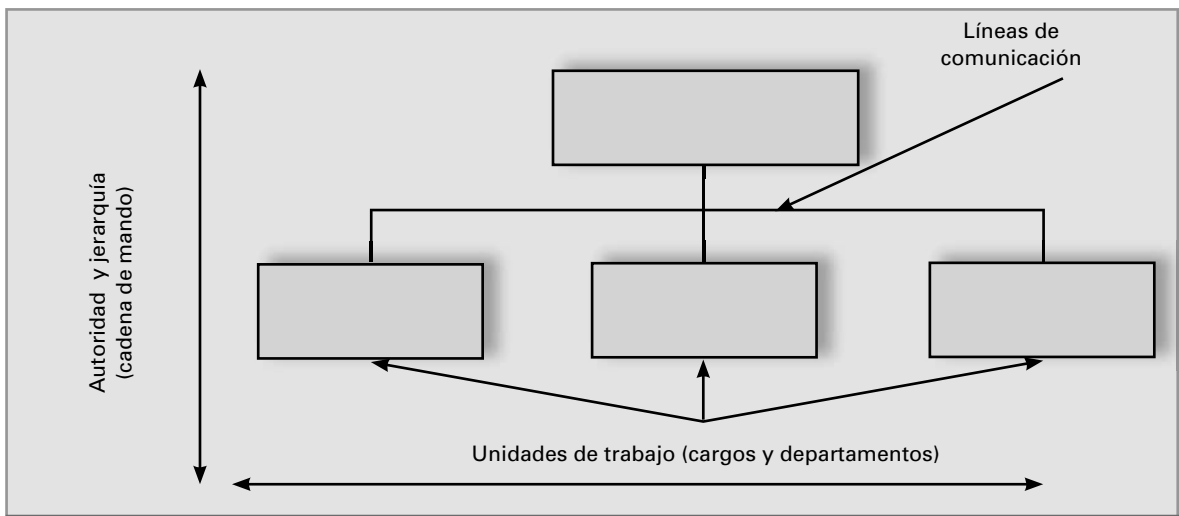 Líneas de
comunicación
Autoridad y jerarquía
(cadena de mando)
Unidades de trabajo (cargos y departamentos)